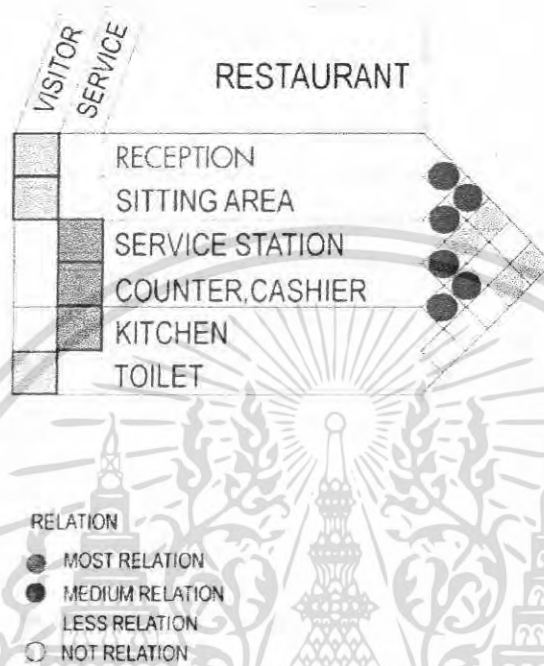 VISITOR
SERVICE
RESTAURANT
RECEPTION
SITTING AREA
SERVICE STATION
COUNTER,CASHIER
KITCHEN
TOILET
RELATION
MOST RELATION
MEDIUM RELATION
LESS RELATION
NOT RELATION